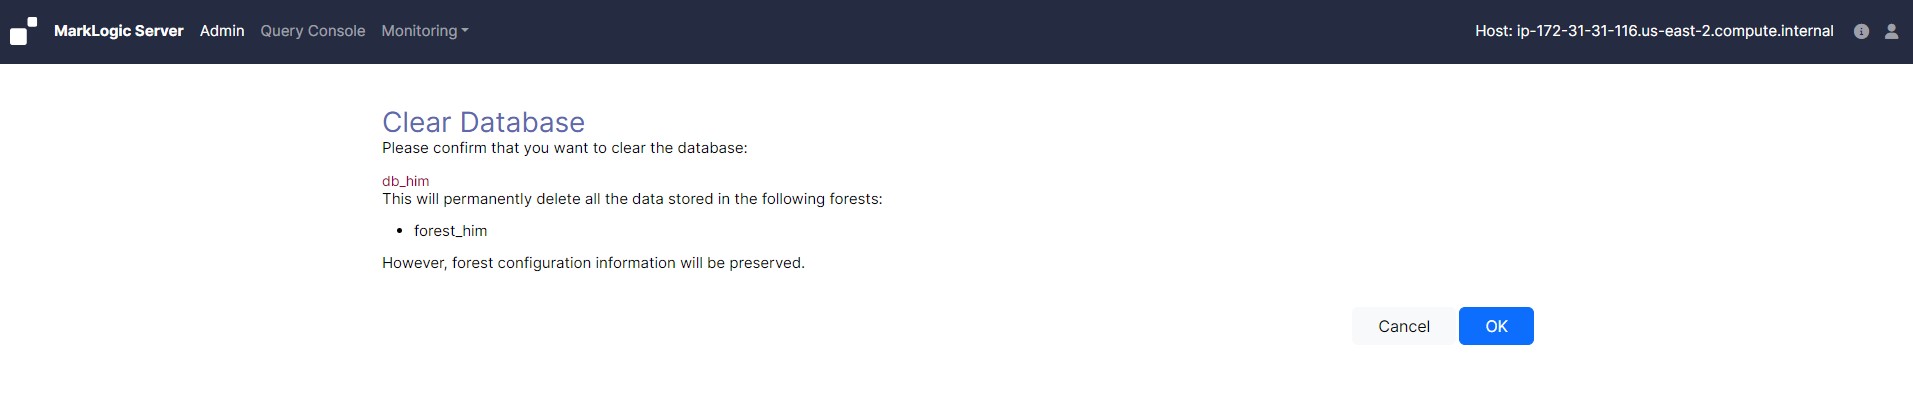 MarkLogic Server Admin Query Console Monitoring Host: ip-172-31-31-116.us-east-2.compute.internal
Clear Database
Please confirm that you want to clear the database:
db_him
This will permanently delete all the data stored in the following forests:
• forest_him
However, forest configuration information will be preserved.
Cancel OK